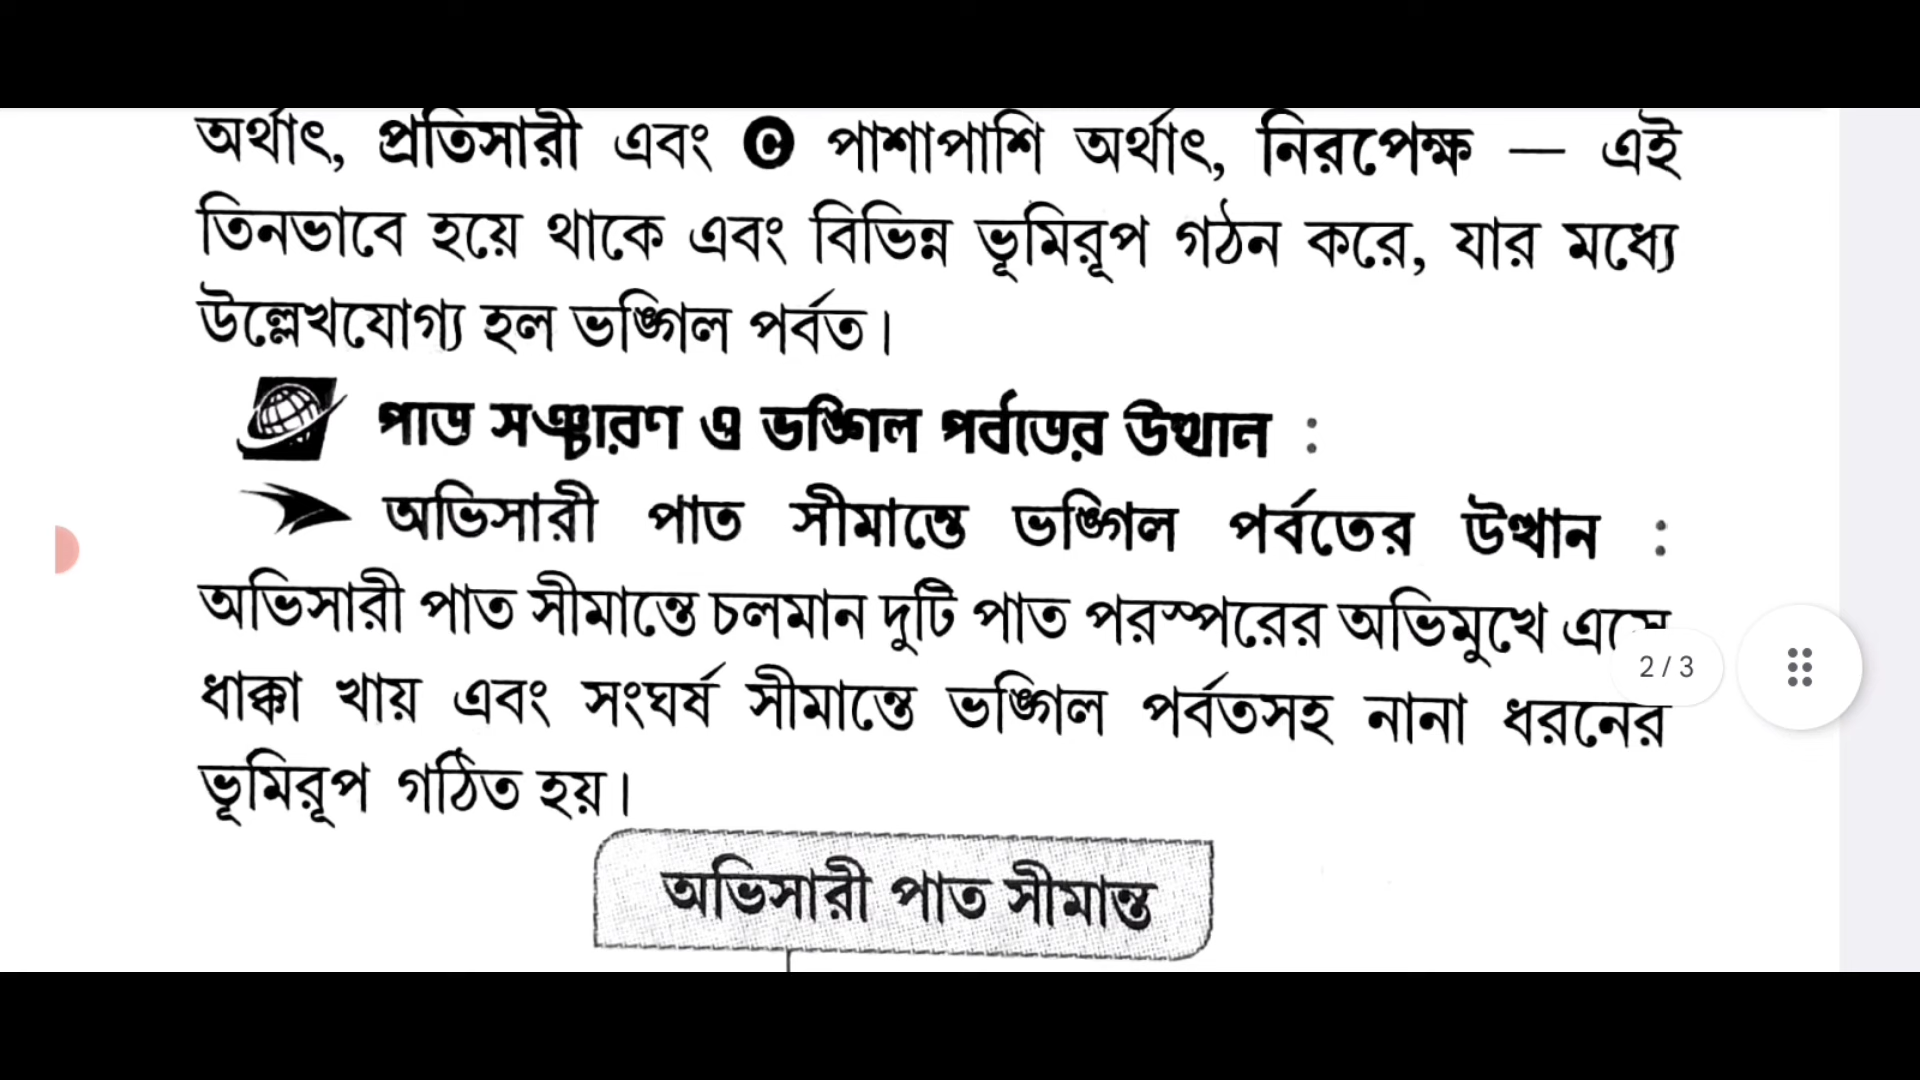 অর্থাৎ, প্রতিসারী এবং C পাশাপাশি অর্থাৎ, নিরপেক্ষ — এই
তিনভাবে হয়ে থাকে এবং বিভিন্ন ভূমিরূপ গঠন করে, যার মধ্যে
উল্লেখযোগ্য হল ভঙ্গিল পর্বত।
পাত সঞ্চারণ ও ভঙ্গিল পর্বতের উত্থান :
অভিসারী পাত সীমান্তে ভঙ্গিল পর্বতের উত্থান :
অভিসারী পাত সীমান্তে চলমান দুটি পাত পরস্পরের অভিমুখে এসে
ধাক্কা খায় এবং সংঘর্ষ সীমান্তে ভঙ্গিল পর্বতসহ নানা ধরনের
ভূমিরূপ গঠিত হয়।
অভিসারী পাত সীমান্ত
2 / 3